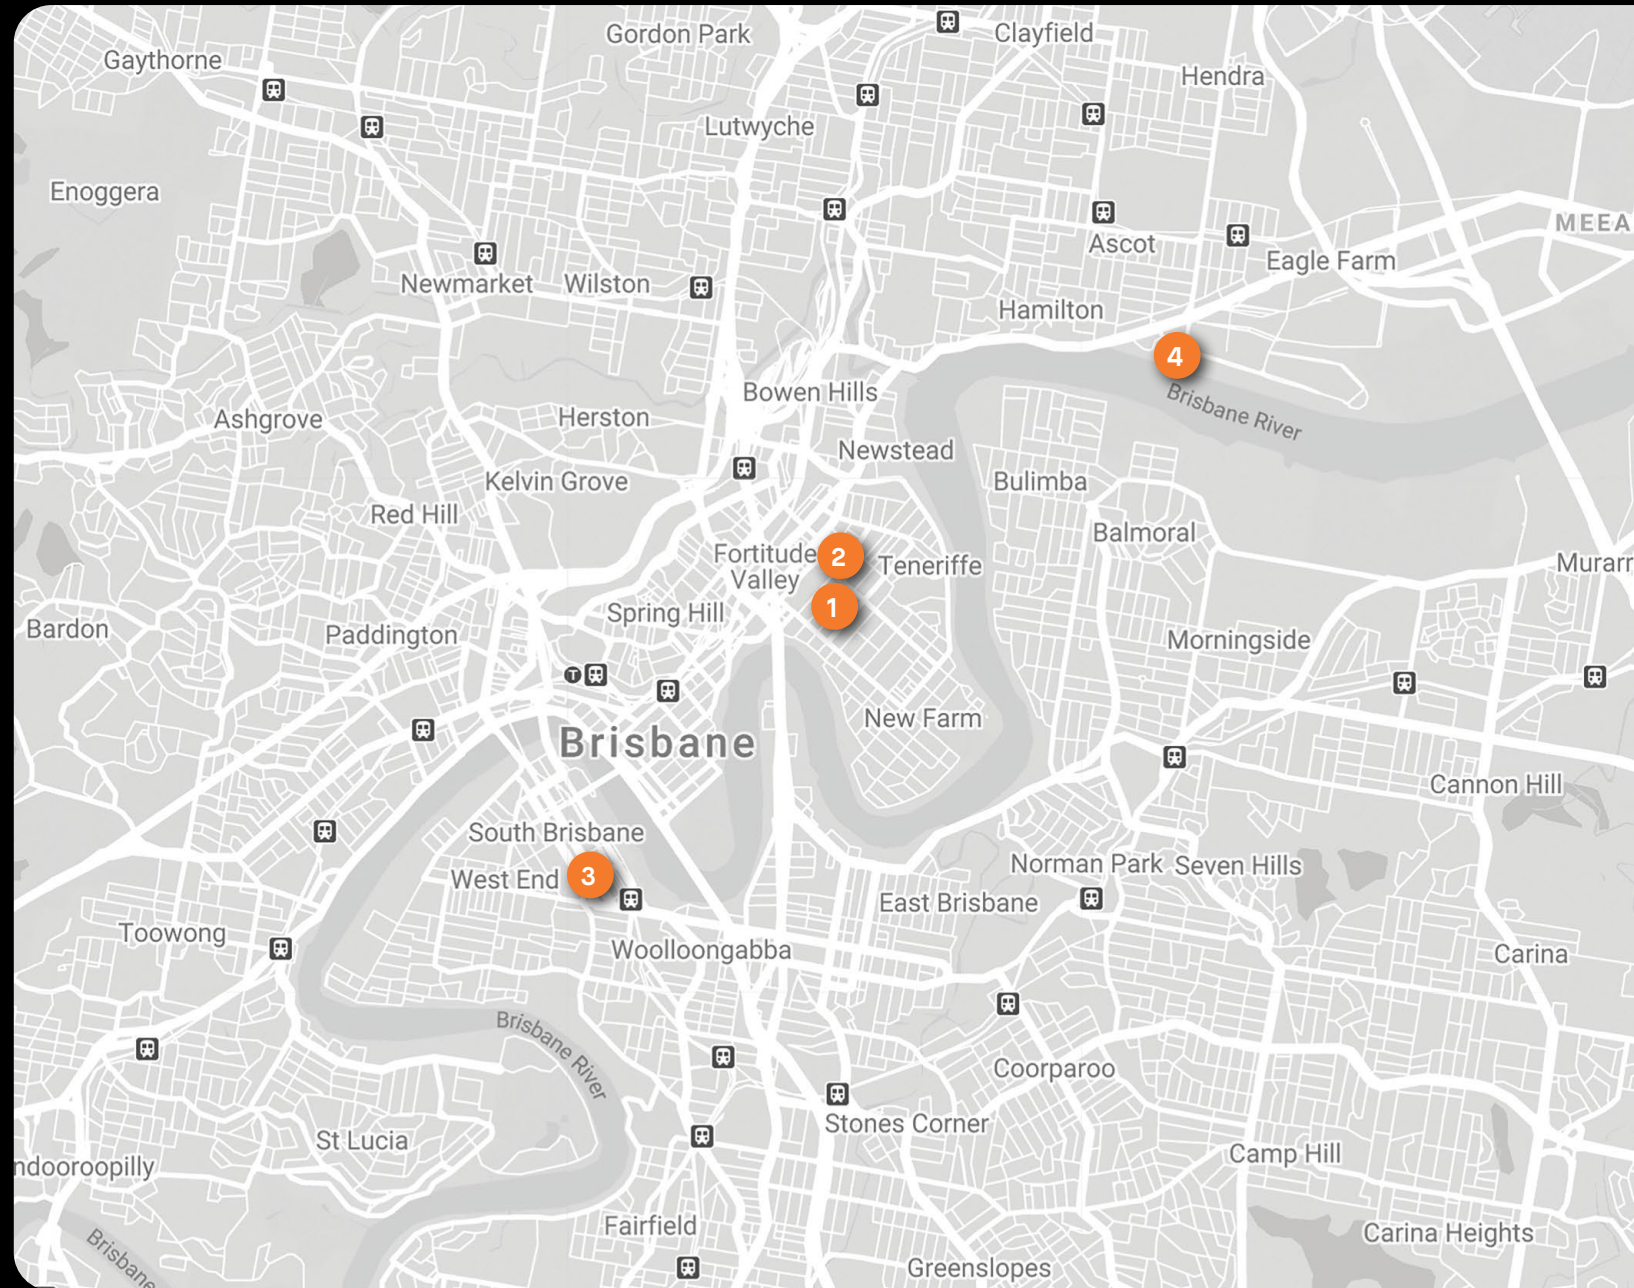 Gordon Park
Clayfield
Gaythorne
Hendra
Lutwyche
Enoggera
MEEA
Ascot
Eagle Farm
Newmarket
Wilston
Hamilton
4
Bowen Hills
Brisbane River
Ashgrove
Herston
Newstead
Kelvin Grove
Bulimba
Red Hill
Balmoral
Fortitude
Valley
2
Teneriffe
Murarr
1
Spring Hill
Bardon
Paddington
Morningside
T
New Farm
Brisbane
Cannon Hill
South Brisbane
Norman Park
Seven Hills
West End
3
East Brisbane
Toowong
Woolloongabba
Carina
Brisbane River
Coorparoo
Stones Corner
St Lucia
Camp Hill
ndooroopilly
Fairfield
Carina Heights
Brisbane
Greenslopes